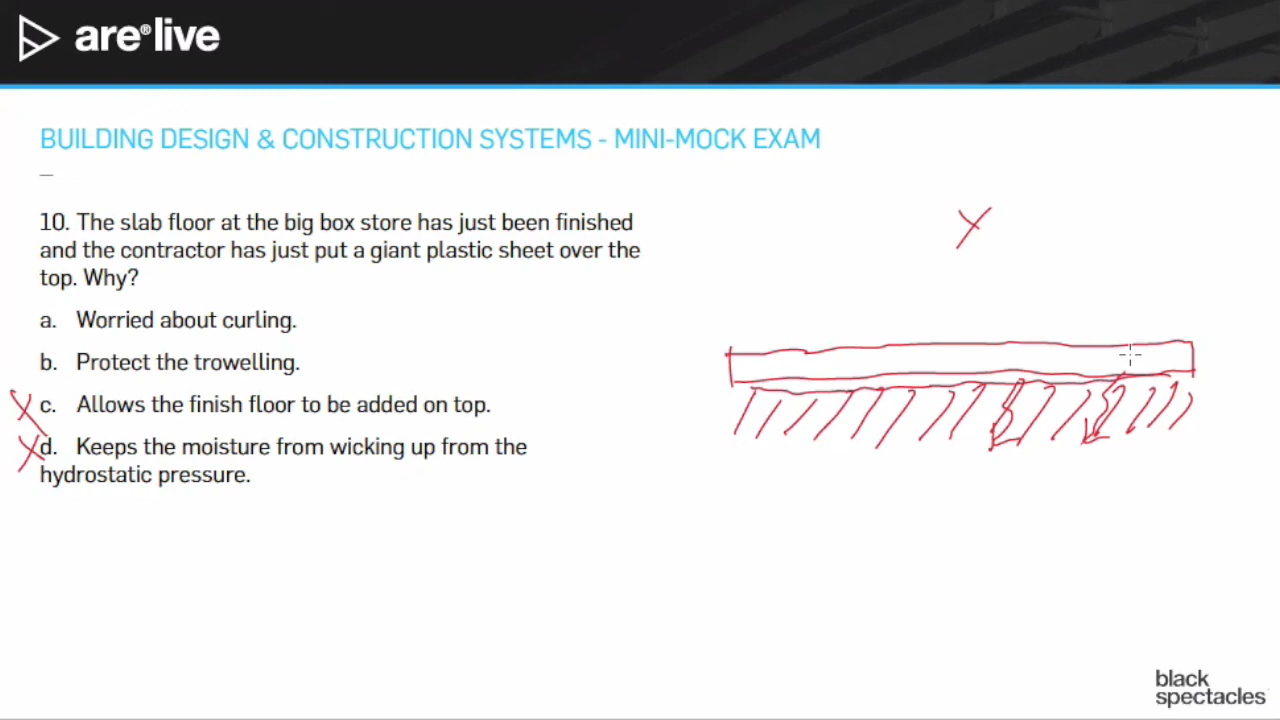 are®live
BUILDING DESIGN & CONSTRUCTION SYSTEMS - MINI-MOCK EXAM
10. The slab floor at the big box store has just been finished
and the contractor has just put a giant plastic sheet over the
top. Why?
a. Worried about curling.
b. Protect the trowelling.
c. Allows the finish floor to be added on top.
d. Keeps the moisture from wicking up from the
hydrostatic pressure.
black
spectacles